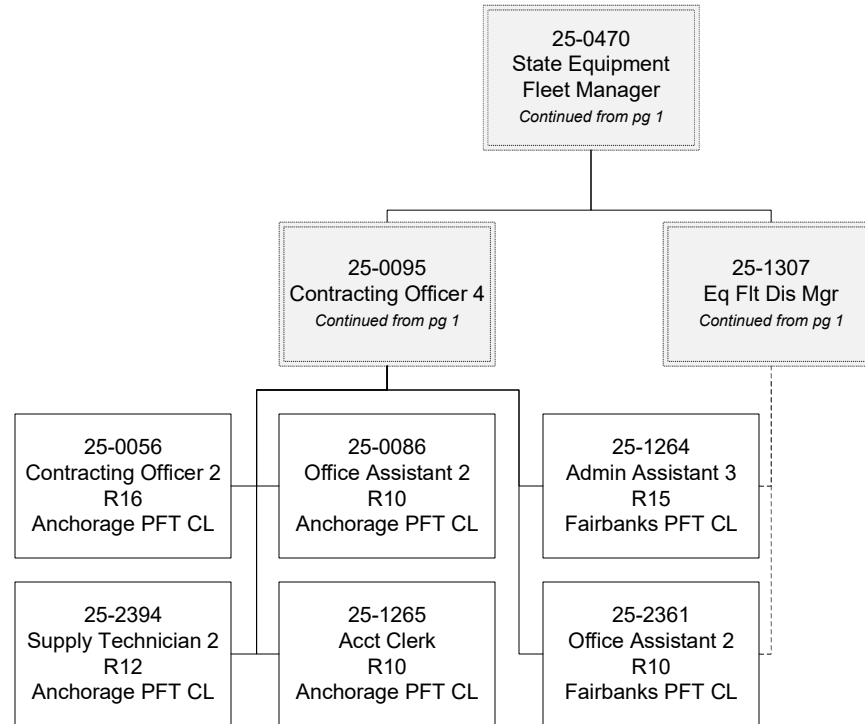 25-0470
State Equipment
Fleet Manager
Continued from pg 1
25-0095
Contracting Officer 4
Continued from pg 1
25-1307
Eq Flt Dis Mgr
Continued from pg 1
25-0056
Contracting Officer 2
R16
Anchorage PFT CL
25-0086
Office Assistant 2
R10
Anchorage PFT CL
25-1264
Admin Assistant 3
R15
Fairbanks PFT CL
25-2394
Supply Technician 2
R12
Anchorage PFT CL
25-1265
Acct Clerk
R10
Anchorage PFT CL
25-2361
Office Assistant 2
R10
Fairbanks PFT CL